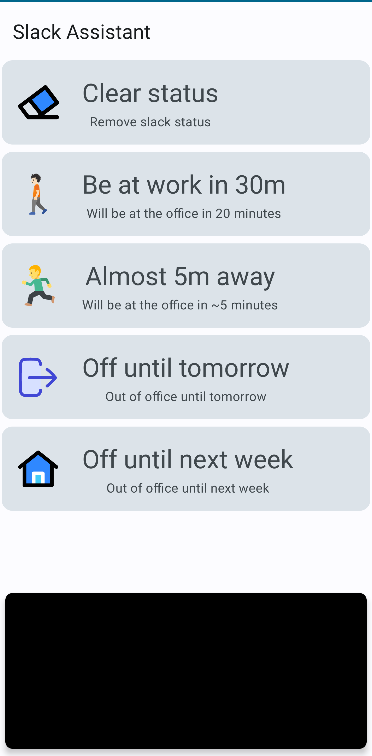 Slack Assistant
Clear status
Remove slack status
Be at work in 30m
Will be at the office in 20 minutes
Almost 5m away
Will be at the office in ~5 minutes
Off until tomorrow
Out of office until tomorrow
Off until next week
Out of office until next week